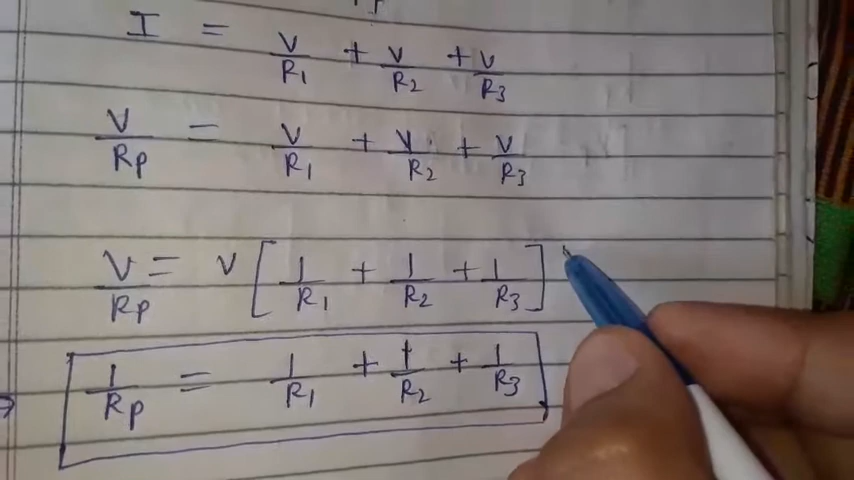 I = V/R1 + V/R2 + V/R3
V/Rp = V/R1 + V/R2 + V/R3
V/Rp = V [ 1/R1 + 1/R2 + 1/R3 ]
1/Rp = 1/R1 + 1/R2 + 1/R3